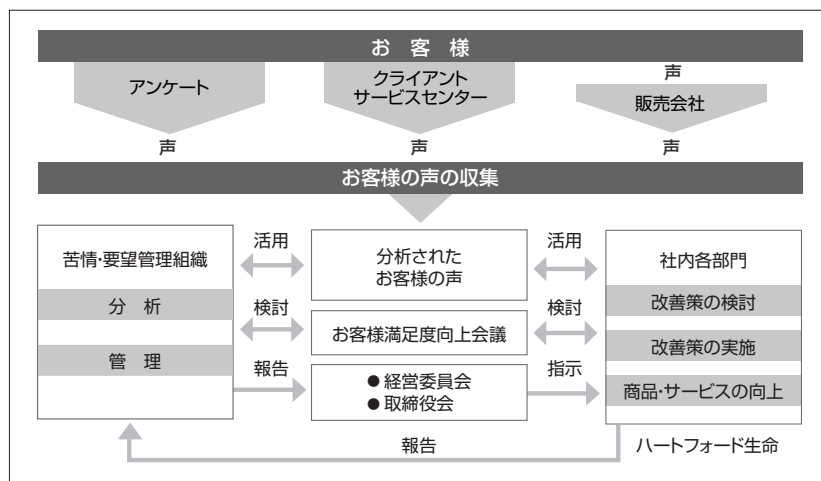 お 客 様
アンケート
クライアント
サービスセンター
声
販売会社
声
声
声
お客様の声の収集
苦情・要望管理組織
分 析
管 理
活用
検討
報告
分析された
お客様の声
お客様満足度向上会議
● 経営委員会
● 取締役会
活用
検討
指示
社内各部門
改善策の検討
改善策の実施
商品・サービスの向上
報告
ハートフォード生命